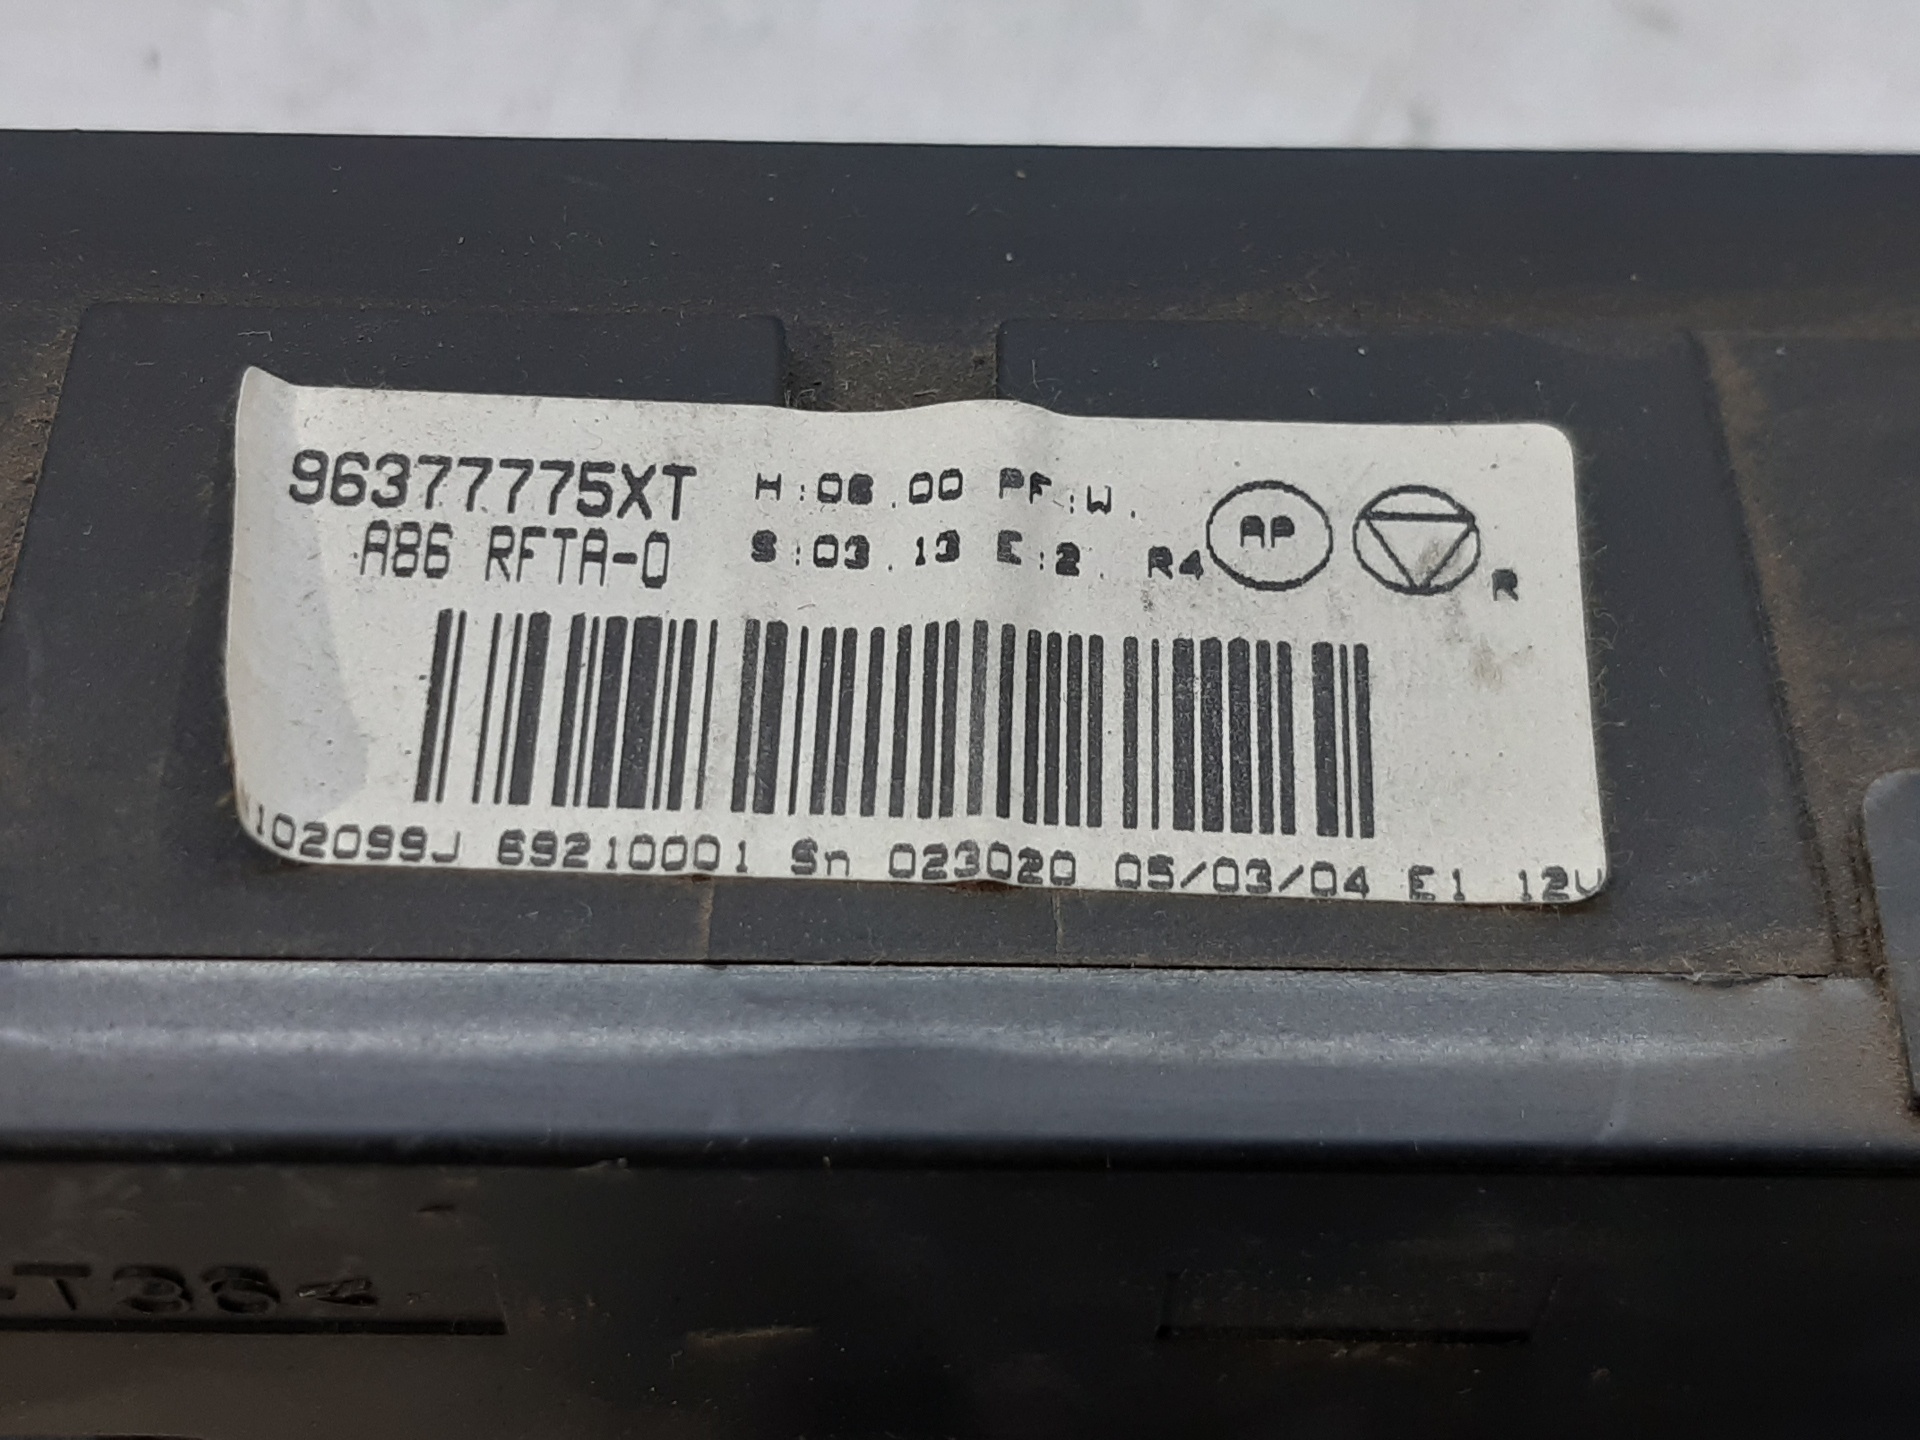 96377775XT H:06.00 PF:W.
A86 RFTA-0 S:03.13 E:2. R4 AP R
102099J 69210001 Sn 023020 05/03/04 E1 12V